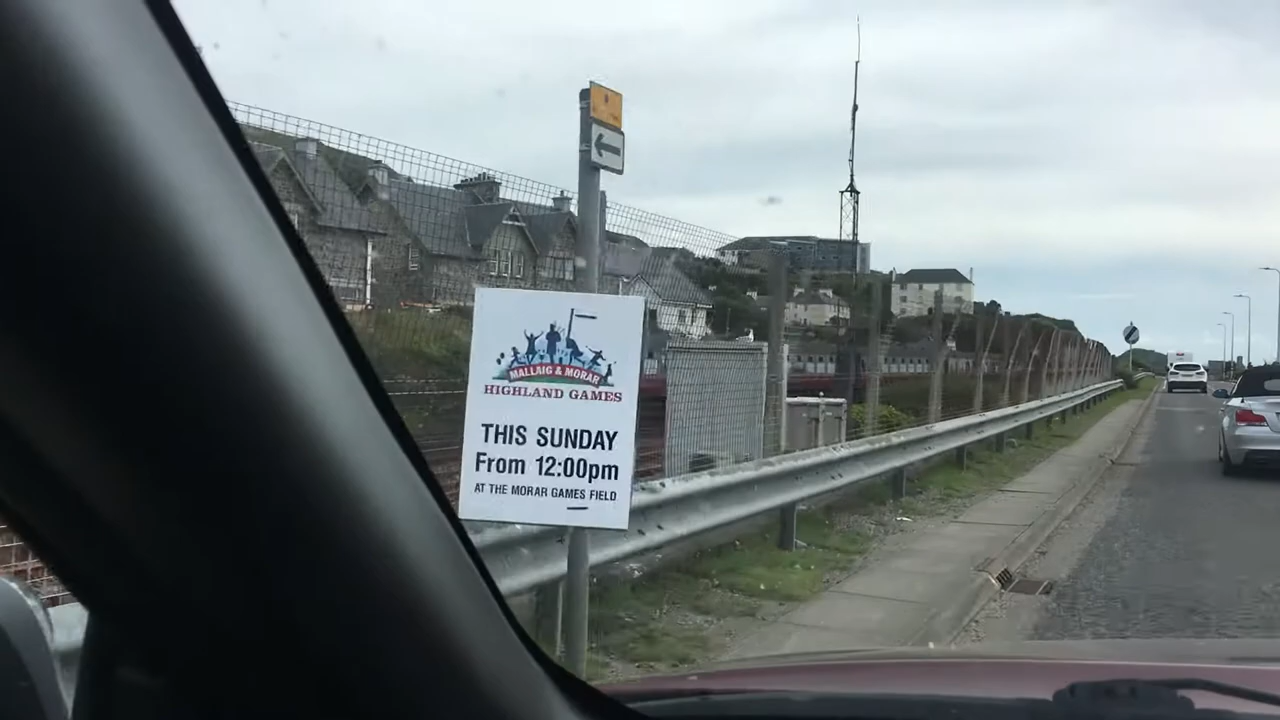 MALLAIG & MORAR
HIGHLAND GAMES
THIS SUNDAY
From 12:00pm
AT THE MORAR GAMES FIELD